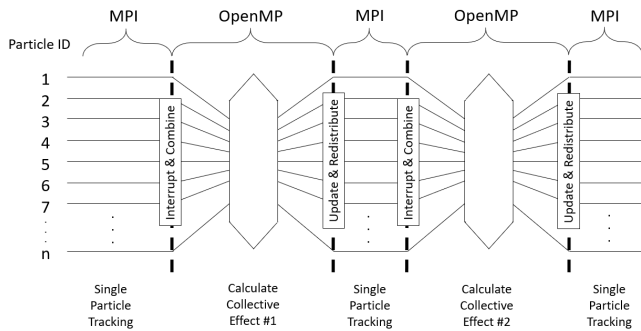 MPI OpenMP MPI OpenMP MPI
Particle ID
1
2
3
4
5
6
7
.
.
.
n
Interrupt & Combine
Update & Redistribute
Interrupt & Combine
Update & Redistribute
Single
Particle
Tracking
Calculate
Collective
Effect #1
Single
Particle
Tracking
Calculate
Collective
Effect #2
Single
Particle
Tracking